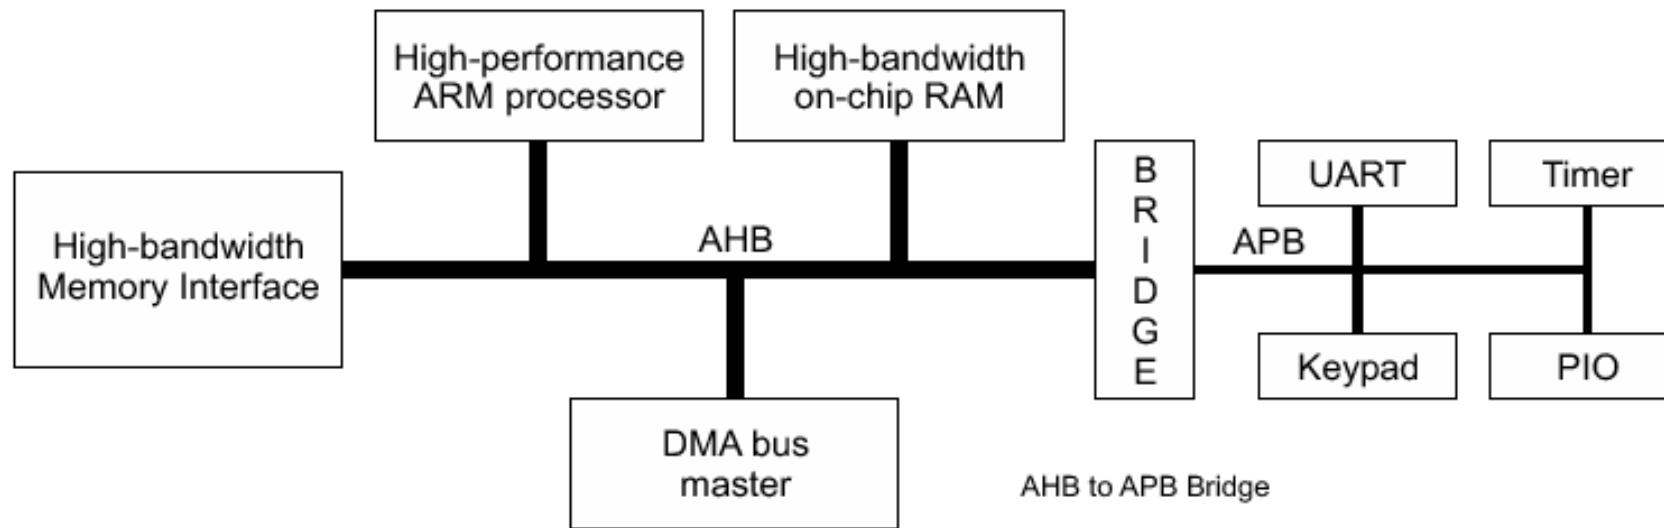 High-performance
ARM processor
High-bandwidth
on-chip RAM
High-bandwidth
Memory Interface
AHB
B
R
I
D
G
E
APB
UART
Timer
Keypad
PIO
DMA bus
master
AHB to APB Bridge